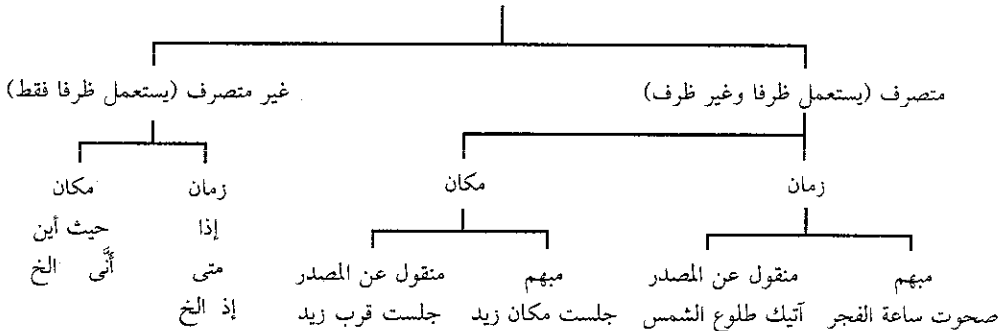 متصرف (يستعمل ظرفا وغير ظرف)
غير متصرف (يستعمل ظرفا فقط)
زمان
مكان
زمان
مكان
مبهم
منقول عن المصدر
مبهم
منقول عن المصدر
صحوت ساعة الفجر
آتيك طلوع الشمس
جلست مكان زيد
جلست قرب زيد
إذا
متى
إذ الخ
حيث أين
أَنَّى الخ